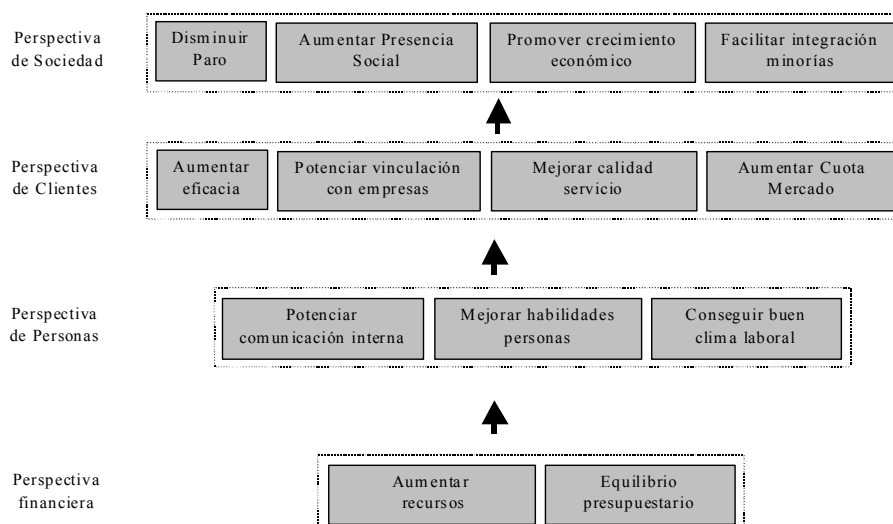 Perspectiva
de Sociedad
Disminuir
Paro
Aumentar Presencia
Social
Promover crecimiento
económico
Facilitar integración
minorías
Perspectiva
de Clientes
Aumentar
eficacia
Potenciar vinculación
con empresas
Mejorar calidad
servicio
Aumentar Cuota
Mercado
Perspectiva
de Personas
Potenciar
comunicación interna
Mejorar habilidades
personas
Conseguir buen
clima laboral
Perspectiva
financiera
Aumentar
recursos
Equilibrio
presupuestario